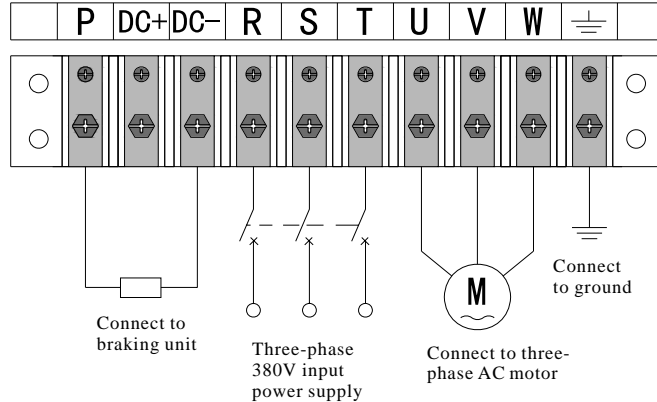 P DC+ DC- R S T U V W
M
Connect to
braking unit
Three-phase
380V input
power supply
Connect to three-
phase AC motor
Connect
to ground